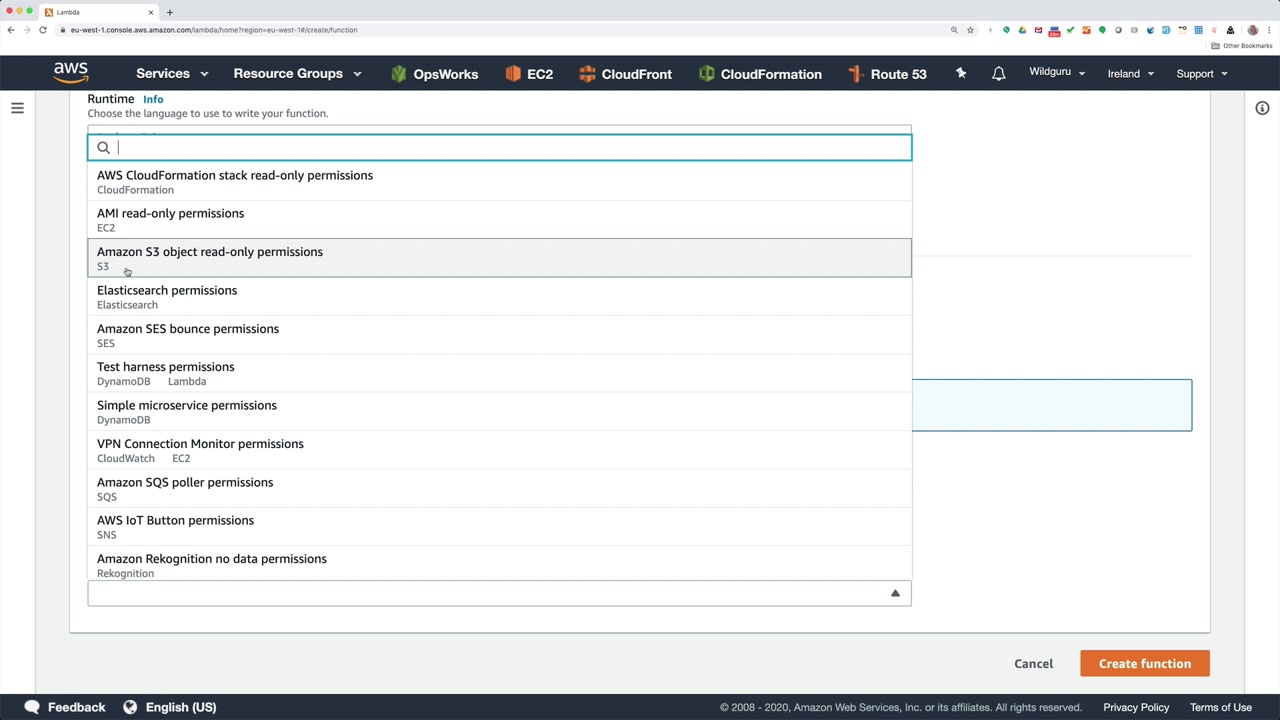 Lambda
eu-west-1.console.aws.amazon.com/lambda/home?region=eu-west-1#/create/function
Other Bookmarks
aws
Services
Resource Groups
OpsWorks
EC2
CloudFront
CloudFormation
Route 53
Wildguru
Ireland
Support
Runtime Info
Choose the language to use to write your function.
AWS CloudFormation stack read-only permissions
CloudFormation
AMI read-only permissions
EC2
Amazon S3 object read-only permissions
S3
Elasticsearch permissions
Elasticsearch
Amazon SES bounce permissions
SES
Test harness permissions
DynamoDB Lambda
Simple microservice permissions
DynamoDB
VPN Connection Monitor permissions
CloudWatch EC2
Amazon SQS poller permissions
SQS
AWS IoT Button permissions
SNS
Amazon Rekognition no data permissions
Rekognition
Cancel
Create function
Feedback
English (US)
© 2008 - 2020, Amazon Web Services, Inc. or its affiliates. All rights reserved.
Privacy Policy
Terms of Use